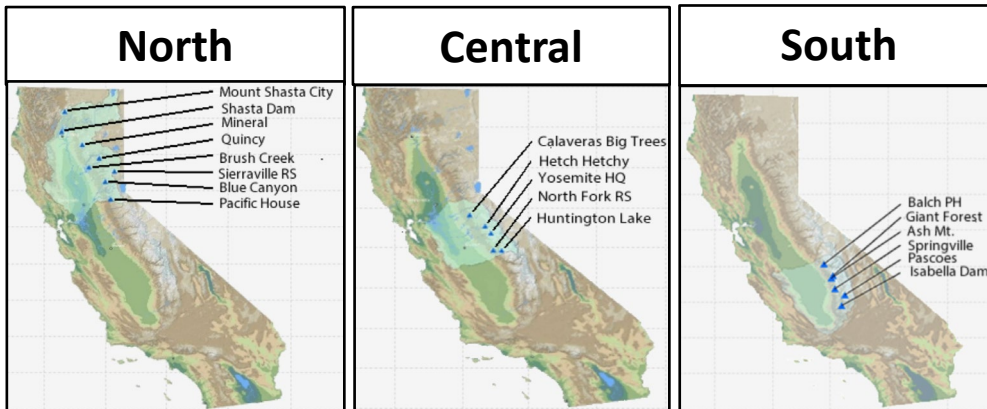 North
Mount Shasta City
Shasta Dam
Mineral
Quincy
Brush Creek
Sierraville RS
Blue Canyon
Pacific House
Central
Calaveras Big Trees
Hetch Hetchy
Yosemite HQ
North Fork RS
Huntington Lake
South
Balch PH
Giant Forest
Ash Mt.
Springville
Pascoes
Isabella Dam